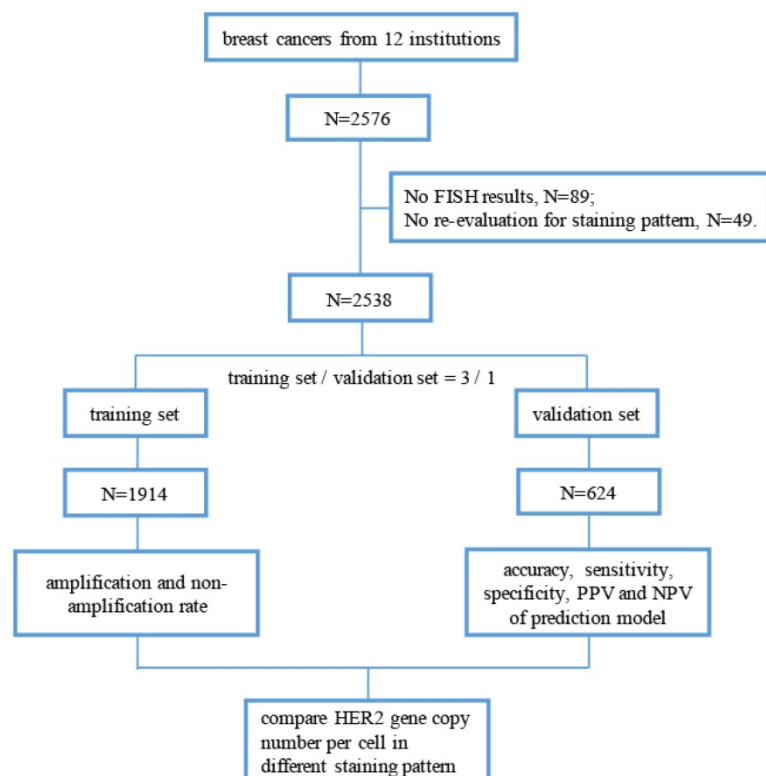 breast cancers from 12 institutions
N=2576
No FISH results, N=89;
No re-evaluation for staining pattern, N=49.
N=2538
training set / validation set = 3 / 1
training set
validation set
N=1914
N=624
amplification and non-
amplification rate
accuracy, sensitivity,
specificity, PPV and NPV
of prediction model
compare HER2 gene copy
number per cell in
different staining pattern